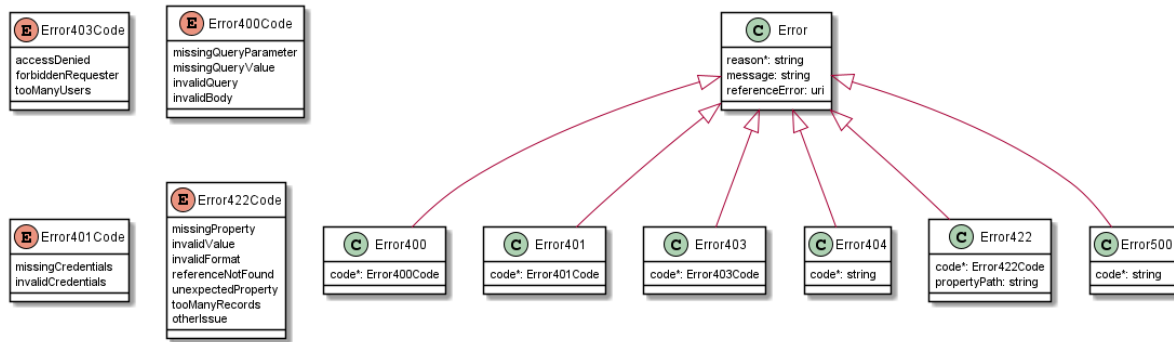 E Error403Code
accessDenied
forbiddenRequester
tooManyUsers
E Error400Code
missingQueryParameter
missingQueryValue
invalidQuery
invalidBody
C Error
reason*: string
message: string
referenceError: uri
E Error401Code
missingCredentials
invalidCredentials
E Error422Code
missingProperty
invalidValue
invalidFormat
referenceNotFound
unexpectedProperty
tooManyRecords
otherIssue
C Error400
code*: Error400Code
C Error401
code*: Error401Code
C Error403
code*: Error403Code
C Error404
code*: string
C Error422
code*: Error422Code
propertyPath: string
C Error500
code*: string